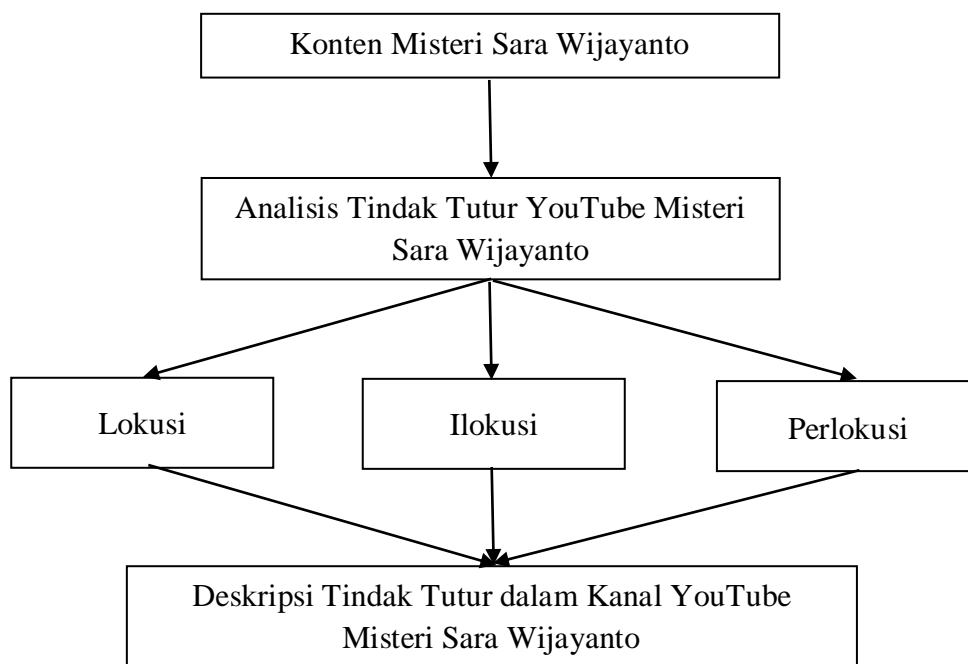 Konten Misteri Sara Wijayanto
Analisis Tindak Tutur YouTube Misteri
Sara Wijayanto
Lokusi
Ilokusi
Perlokusi
Deskripsi Tindak Tutur dalam Kanal YouTube
Misteri Sara Wijayanto